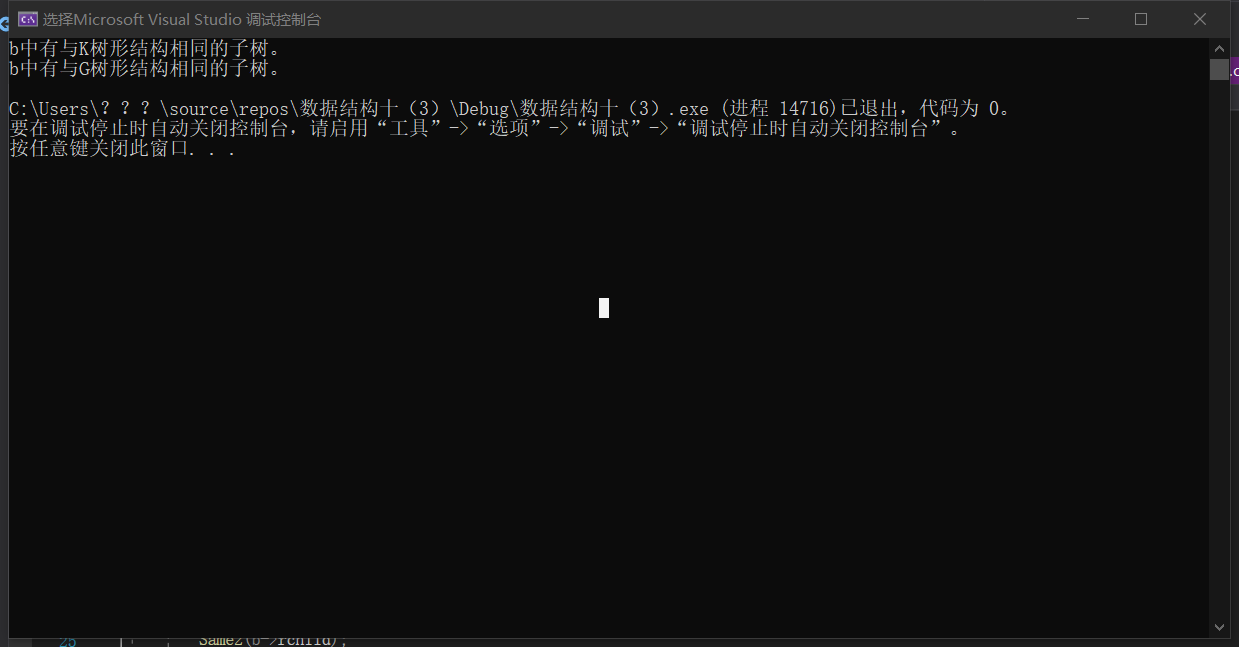 选择Microsoft Visual Studio 调试控制台
b中有与K树形结构相同的子树。
b中有与G树形结构相同的子树。
C:\Users\？？？\source\repos\数据结构十（3）\Debug\数据结构十（3）.exe (进程 14716)已退出，代码为 0。
要在调试停止时自动关闭控制台，请启用“工具”->“选项”->“调试”->“调试停止时自动关闭控制台”。
按任意键关闭此窗口. . .
25 Same2(b->rchild);